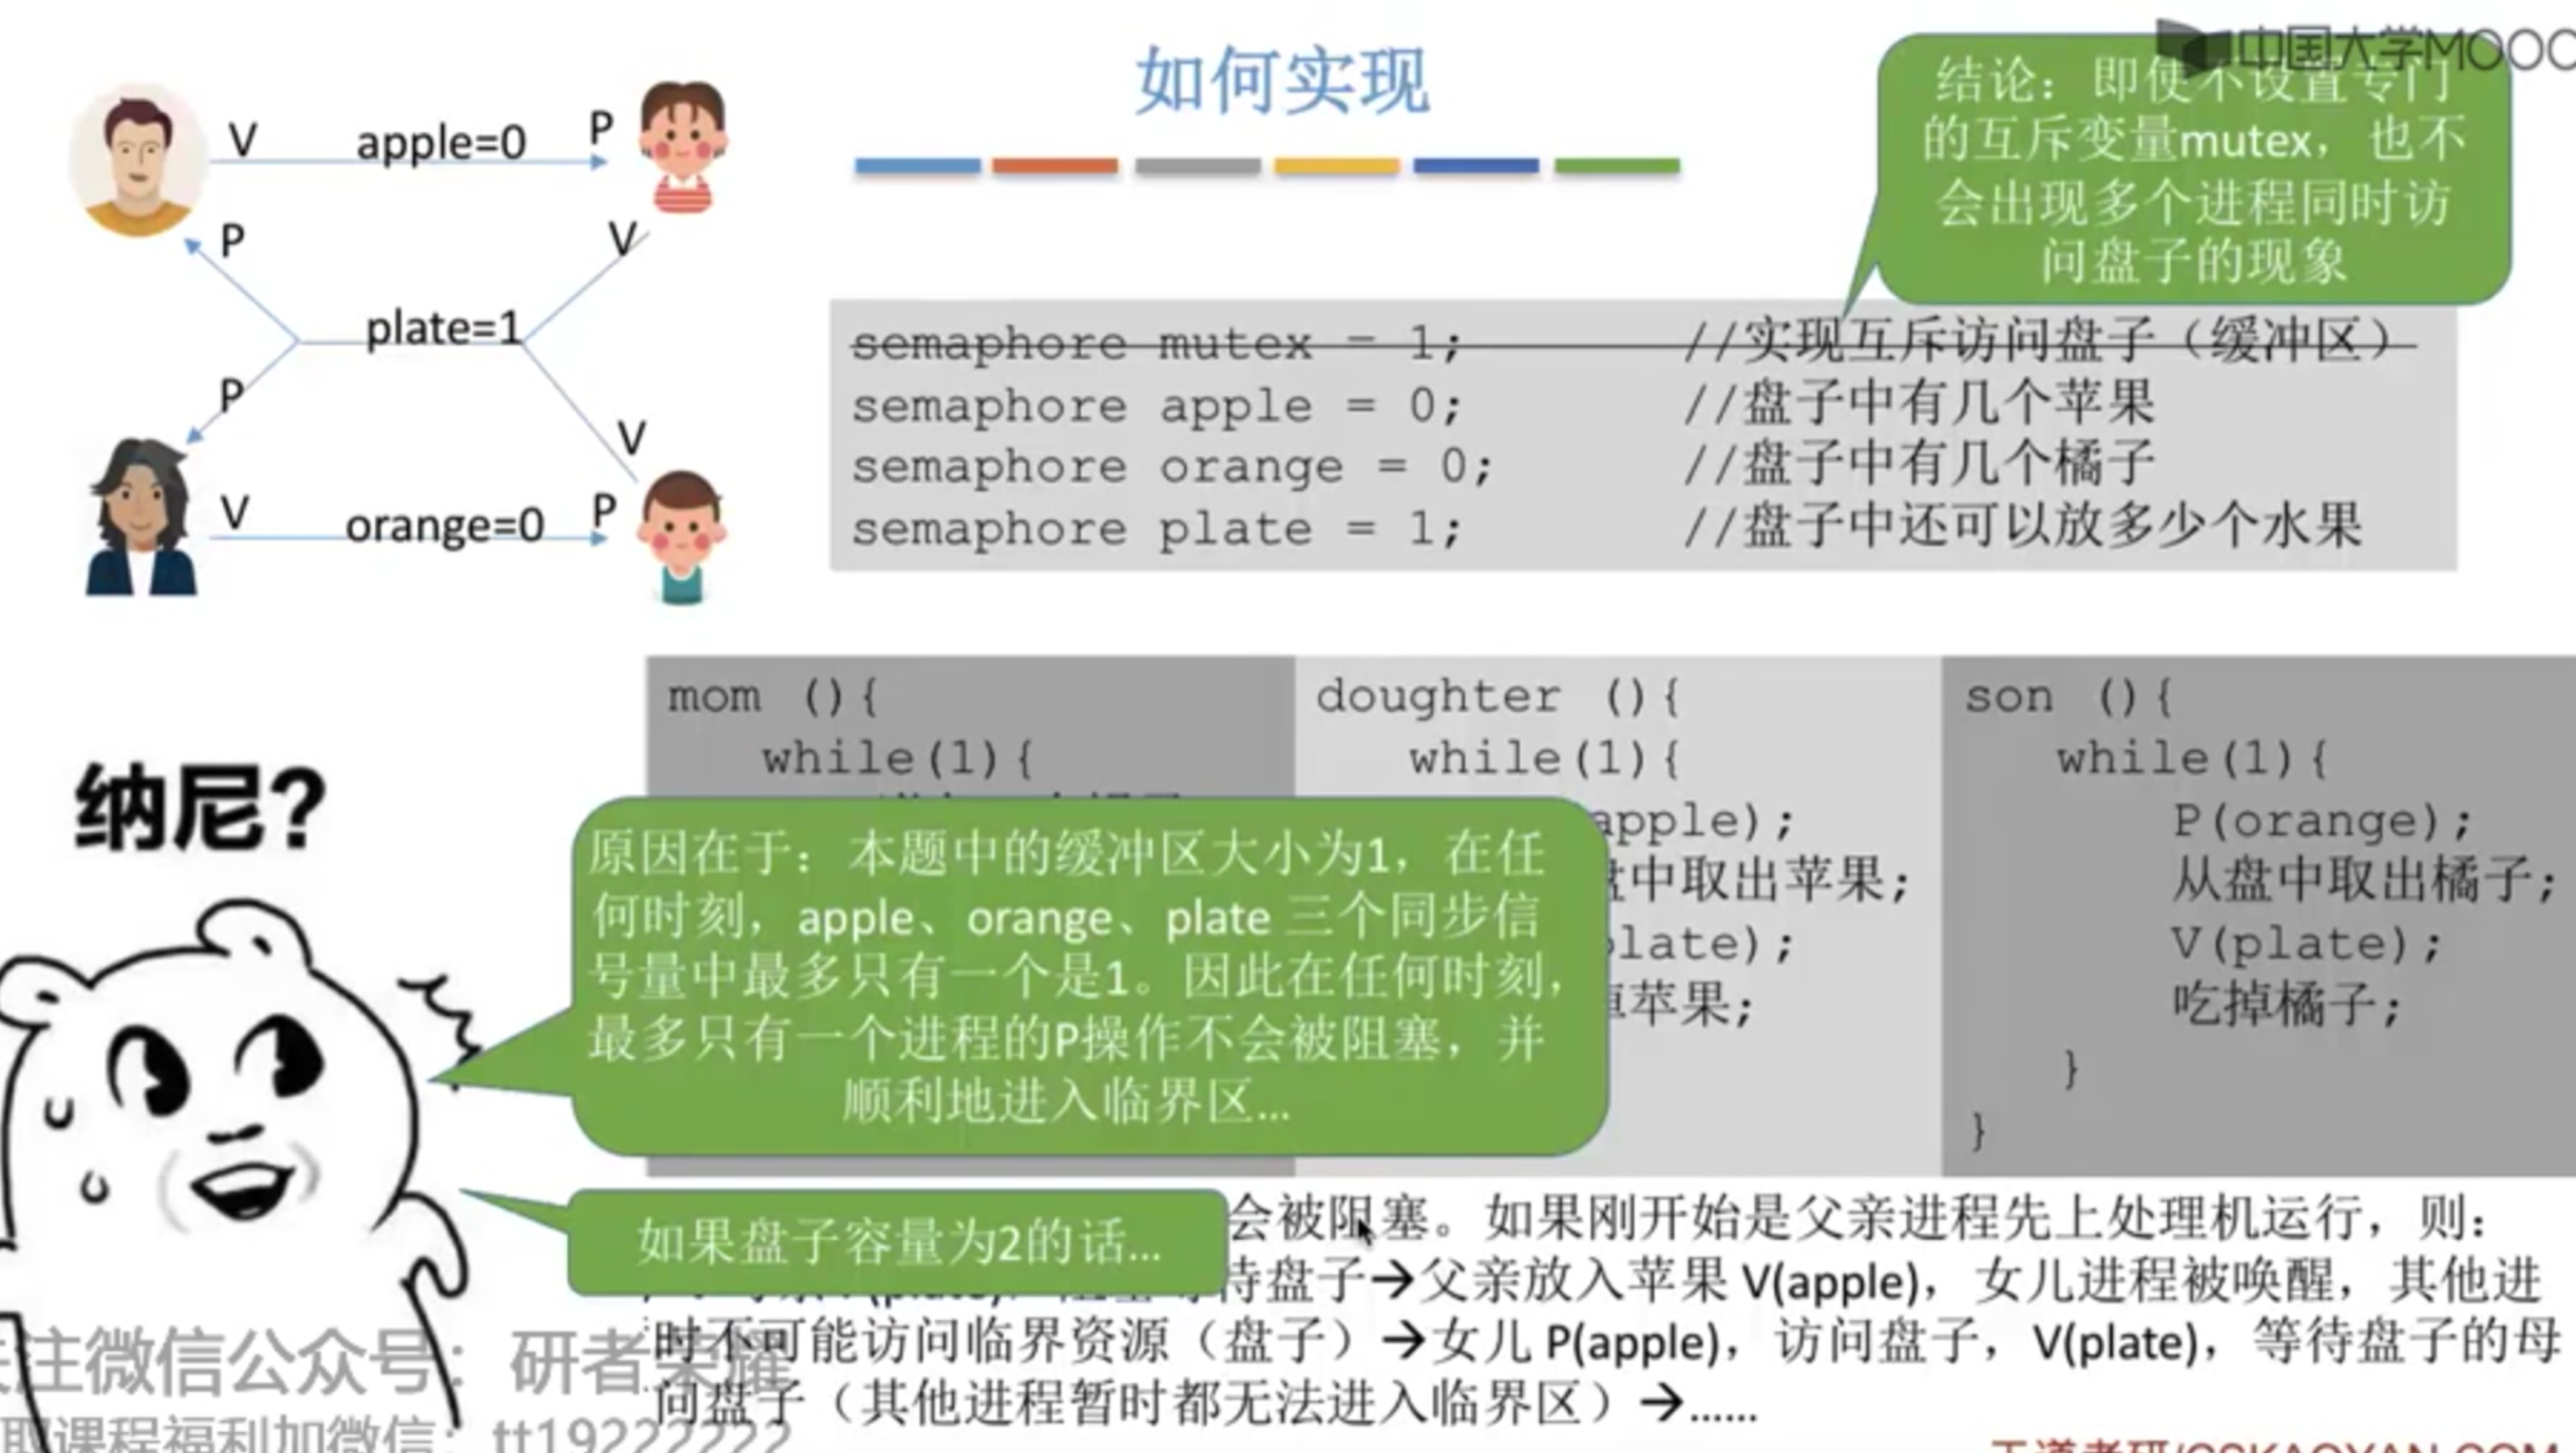 中国大学MOOC
如何实现
结论：即使不设置专门
的互斥变量mutex，也不
会出现多个进程同时访
问盘子的现象
V apple=0 P
P
V
plate=1
P
V
V orange=0 P
semaphore mutex = 1; //实现互斥访问盘子（缓冲区）
semaphore apple = 0; //盘子中有几个苹果
semaphore orange = 0; //盘子中有几个橘子
semaphore plate = 1; //盘子中还可以放多少个水果
mom (){
while(1){
doughter (){
while(1){
apple);
中取出苹果;
late);
苹果;
son (){
while(1){
P(orange);
从盘中取出橘子;
V(plate);
吃掉橘子;
}
}
纳尼?
原因在于：本题中的缓冲区大小为1，在任
何时刻，apple、orange、plate 三个同步信
号量中最多只有一个是1。因此在任何时刻，
最多只有一个进程的P操作不会被阻塞，并
顺利地进入临界区...
如果盘子容量为2的话...
会被阻塞。如果刚开始是父亲进程先上处理机运行，则：
待盘子→父亲放入苹果 V(apple)，女儿进程被唤醒，其他进
时不可能访问临界资源（盘子）→女儿 P(apple)，访问盘子，V(plate)，等待盘子的母
问盘子（其他进程暂时都无法进入临界区）→......
注微信公众号：研者荣耀
取课程福利加微信：tt19222222